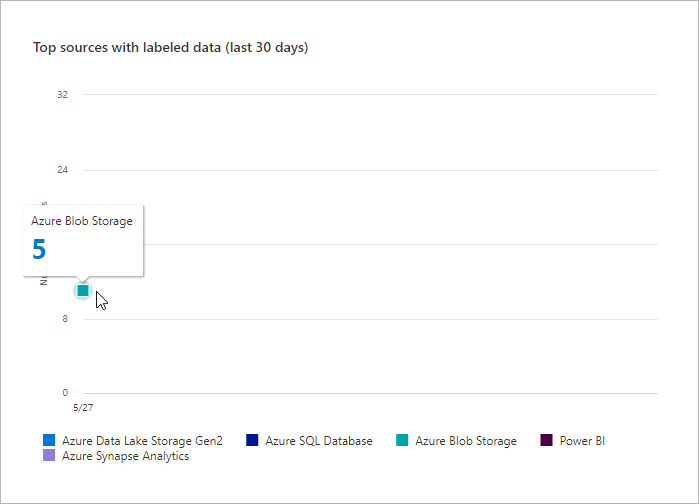 Top sources with labeled data (last 30 days)
32
24
Azure Blob Storage
5
8
0
5/27
Azure Data Lake Storage Gen2
Azure SQL Database
Azure Blob Storage
Power BI
Azure Synapse Analytics